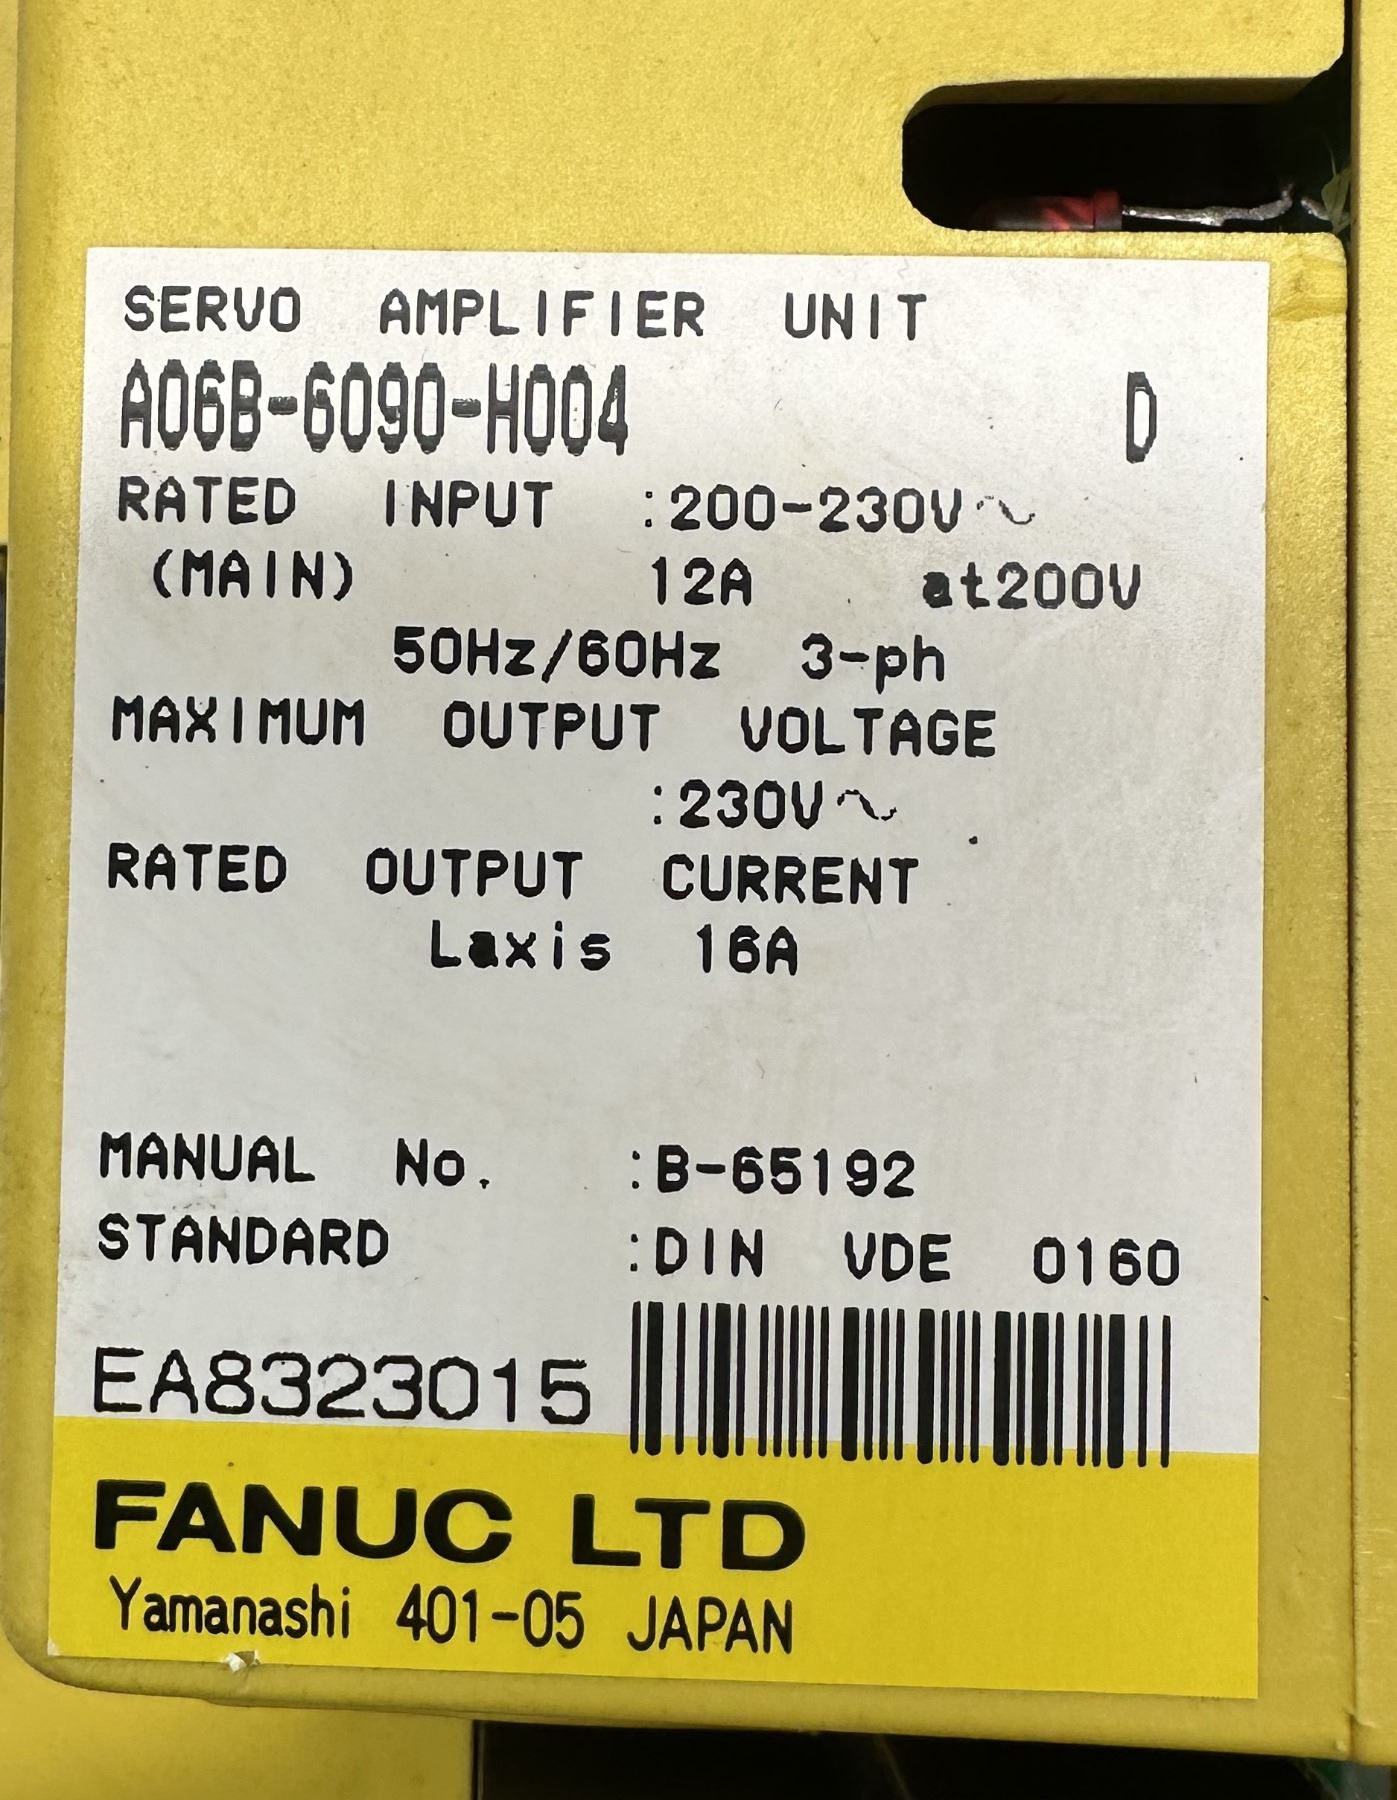 SERVO AMPLIFIER UNIT
A06B-6090-H004 D
RATED INPUT :200-230V~
(MAIN) 12A at200V
50Hz/60Hz 3-ph
MAXIMUM OUTPUT VOLTAGE
:230V~
RATED OUTPUT CURRENT
Laxis 16A
MANUAL No. :B-65192
STANDARD :DIN VDE 0160
EA8323015
FANUC LTD
Yamanashi 401-05 JAPAN